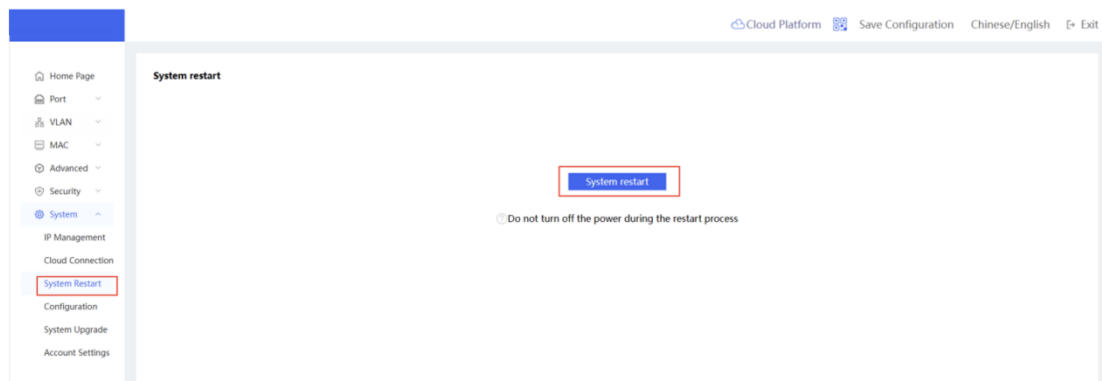 Cloud Platform Save Configuration Chinese/English Exit
Home Page
Port
VLAN
MAC
Advanced
Security
System
IP Management
Cloud Connection
System Restart
Configuration
System Upgrade
Account Settings
System restart
System restart
Do not turn off the power during the restart process